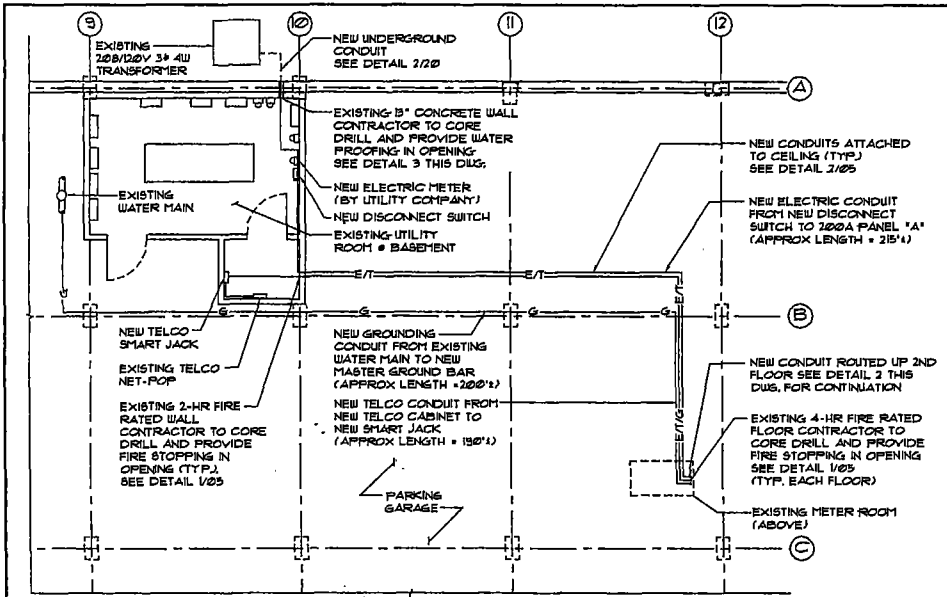 9
10
11
12
EXISTING
208/120V 3Φ 4W
TRANSFORMER
NEW UNDERGROUND
CONDUIT
SEE DETAIL 2/20
A
EXISTING 13" CONCRETE WALL
CONTRACTOR TO CORE
DRILL AND PROVIDE WATER
PROOFING IN OPENING
SEE DETAIL 3 THIS DWG.
NEW ELECTRIC METER
(BY UTILITY COMPANY)
NEW DISCONNECT SWITCH
EXISTING UTILITY
ROOM @ BASEMENT
EXISTING
WATER MAIN
NEW CONDUITS ATTACHED
TO CEILING (TYP.)
SEE DETAIL 2/05
NEW ELECTRIC CONDUIT
FROM NEW DISCONNECT
SWITCH TO 200A PANEL "A"
(APPROX LENGTH = 215'±)
E/T
E/T
E/T
G
G
G
G
B
NEW TELCO
SMART JACK
EXISTING TELCO
NET-POP
EXISTING 2-HR FIRE
RATED WALL
CONTRACTOR TO CORE
DRILL AND PROVIDE
FIRE STOPPING IN
OPENING (TYP.)
SEE DETAIL 1/05
NEW GROUNDING
CONDUIT FROM EXISTING
WATER MAIN TO NEW
MASTER GROUND BAR
(APPROX LENGTH =200'±)
NEW TELCO CONDUIT FROM
NEW TELCO CABINET TO
NEW SMART JACK
(APPROX LENGTH = 190'±)
E/T/G
NEW CONDUIT ROUTED UP 2ND
FLOOR SEE DETAIL 2 THIS
DWG. FOR CONTINUATION
EXISTING 4-HR FIRE RATED
FLOOR CONTRACTOR TO
CORE DRILL AND PROVIDE
FIRE STOPPING IN OPENING
SEE DETAIL 1/05
(TYP. EACH FLOOR)
PARKING
GARAGE
EXISTING METER ROOM
(ABOVE)
C